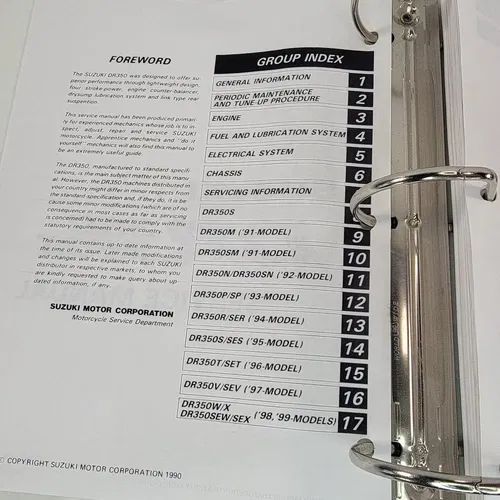 FOREWORD
The SUZUKI DR350 was designed to offer su-
perior performance through lightweight design,
four stroke-power, engine counter-balancer,
drysump lubrication system and link type rear
suspention.
This service manual has been produced primari-
ly for experienced mechanics whose job is to in-
spect, adjust, repair and service SUZUKI
motorcycle. Apprentice mechanics and "do it
yourself" mechanics will also find this manual to
be an extremely useful guide.
The DR350, manufactured to standard specifi-
cations, is the main subject matter of this manu-
al. However, the DR350 machines distributed in
your country might differ in minor respects from
the standard specification and, if they do, it is be-
cause some minor modifications (which are of no
consequence in most cases as far as servicing
is concerned) had to be made to comply with the
statutory requirements of your country.
This manual contains up-to-date information at
the time of its issue. Later made modifications
and changes will be explained to each SUZUKI
distributor in respective markets, to whom you
are kindly requested to make query about up-
dated information, if any.
SUZUKI MOTOR CORPORATION
Motorcycle Service Department
GROUP INDEX
GENERAL INFORMATION 1
PERIODIC MAINTENANCE
AND TUNE-UP PROCEDURE 2
ENGINE 3
FUEL AND LUBRICATION SYSTEM 4
ELECTRICAL SYSTEM 5
CHASSIS 6
SERVICING INFORMATION
DR350S
DR350M ('91-MODEL) 9
DR350SM ('91-MODEL) 10
DR350N/DR350SN ('92-MODEL) 11
DR350P/SP ('93-MODEL) 12
DR350R/SER ('94-MODEL) 13
DR350S/SES ('95-MODEL) 14
DR350T/SET ('96-MODEL) 15
DR350V/SEV ('97-MODEL) 16
DR350W/X
DR350SEW/SEX ('98,'99-MODELS) 17
© COPYRIGHT SUZUKI MOTOR CORPORATION 1990